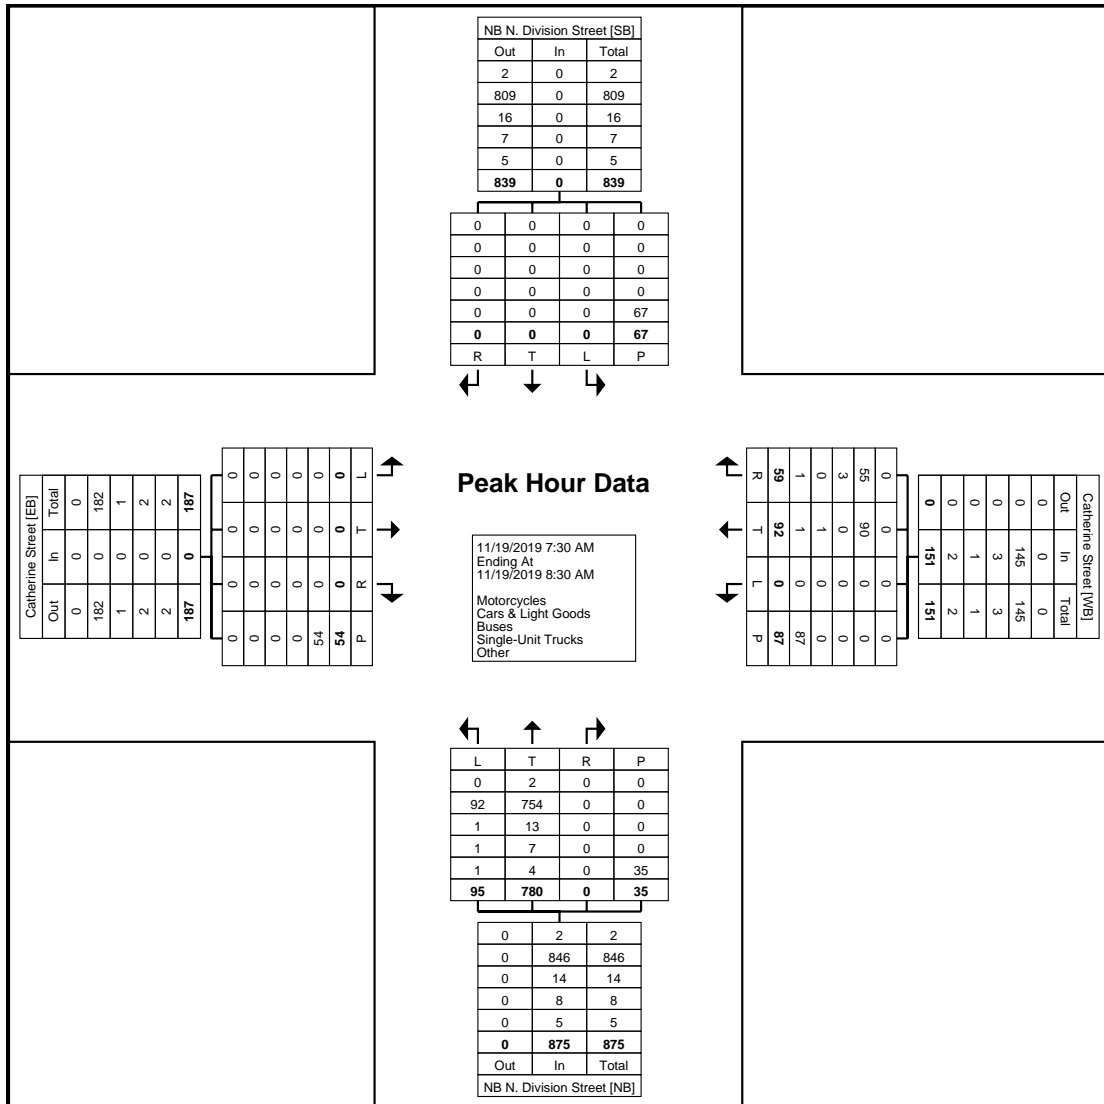 NB N. Division Street [SB]
Out In Total
2 0 2
809 0 809
16 0 16
7 0 7
5 0 5
839 0 839
0 0 0 0
0 0 0 0
0 0 0 0
0 0 0 0
0 0 0 67
0 0 0 67
R T L P
Catherine Street [EB]
Out In Total
0 0 0
182 0 182
1 0 1
2 0 2
2 0 2
187 0 187
0 0 0 0
0 0 0 0
0 0 0 0
0 0 0 0
54 0 0 0
54 0 0 0
P R T L
Peak Hour Data
11/19/2019 7:30 AM
Ending At
11/19/2019 8:30 AM
Motorcycles
Cars & Light Goods
Buses
Single-Unit Trucks
Other
Catherine Street [WB]
Out In Total
0 0 0
0 145 145
0 3 3
0 1 1
0 2 2
0 151 151
0 0 0 0
55 90 0 0
3 0 0 0
0 1 0 0
1 1 0 87
59 92 0 87
R T L P
L T R P
0 2 0 0
92 754 0 0
1 13 0 0
1 7 0 0
1 4 0 35
95 780 0 35
0 2 2
0 846 846
0 14 14
0 8 8
0 5 5
0 875 875
Out In Total
NB N. Division Street [NB]